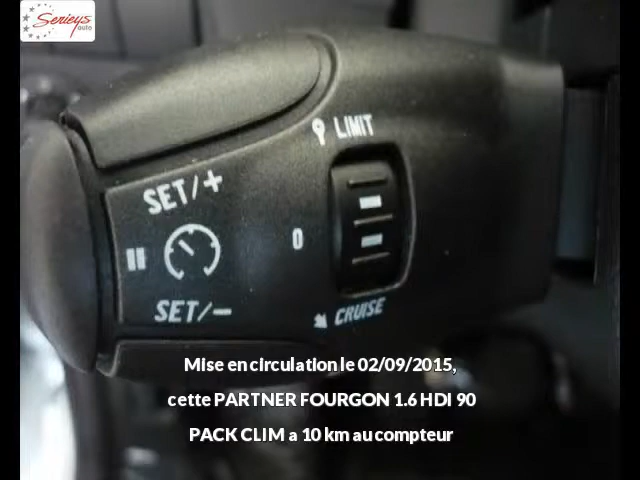 Serieys
auto
LIMIT
SET/+
0
SET/-
CRUISE
Mise en circulation le 02/09/2015,
cette PARTNER FOURGON 1.6 HDI 90
PACK CLIM a 10 km au compteur